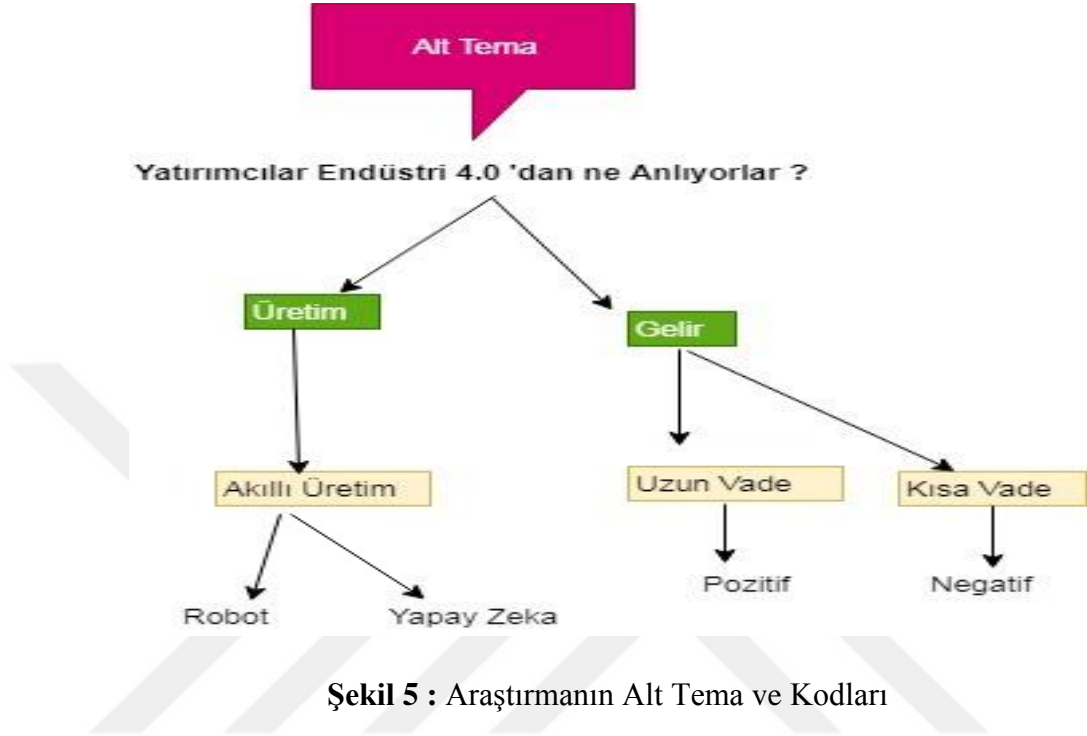 Alt Tema
Yatırımcılar Endüstri 4.0 'dan ne Anlıyorlar ?
Üretim
Gelir
Akıllı Üretim
Uzun Vade
Kısa Vade
Robot
Yapay Zeka
Pozitif
Negatif
Şekil 5 : Araştırmanın Alt Tema ve Kodları